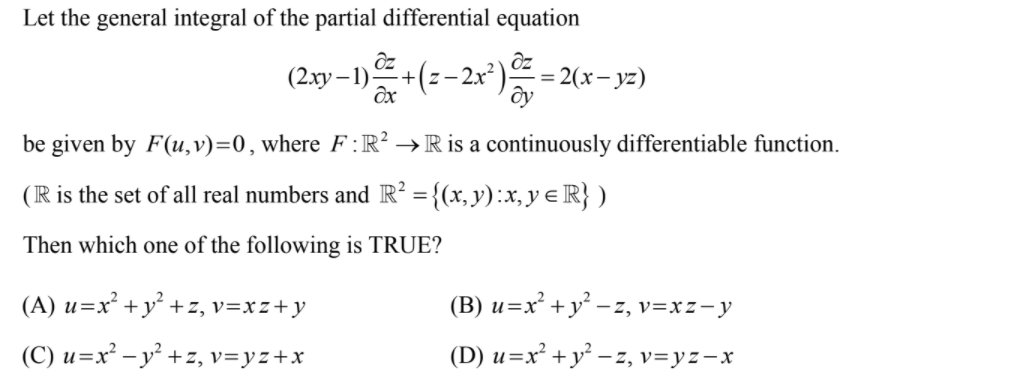 Let the general integral of the partial differential equation
(2xy−1) ∂z/∂x + (z−2x²) ∂z/∂y = 2(x−yz)
be given by F(u,v)=0, where F:ℝ² → ℝ is a continuously differentiable function.
(ℝ is the set of all real numbers and ℝ² = {(x,y):x,y∈ℝ} )
Then which one of the following is TRUE?
(A) u=x²+y²+z, v=xz+y (B) u=x²+y²−z, v=xz−y
(C) u=x²−y²+z, v=yz+x (D) u=x²+y²−z, v=yz−x